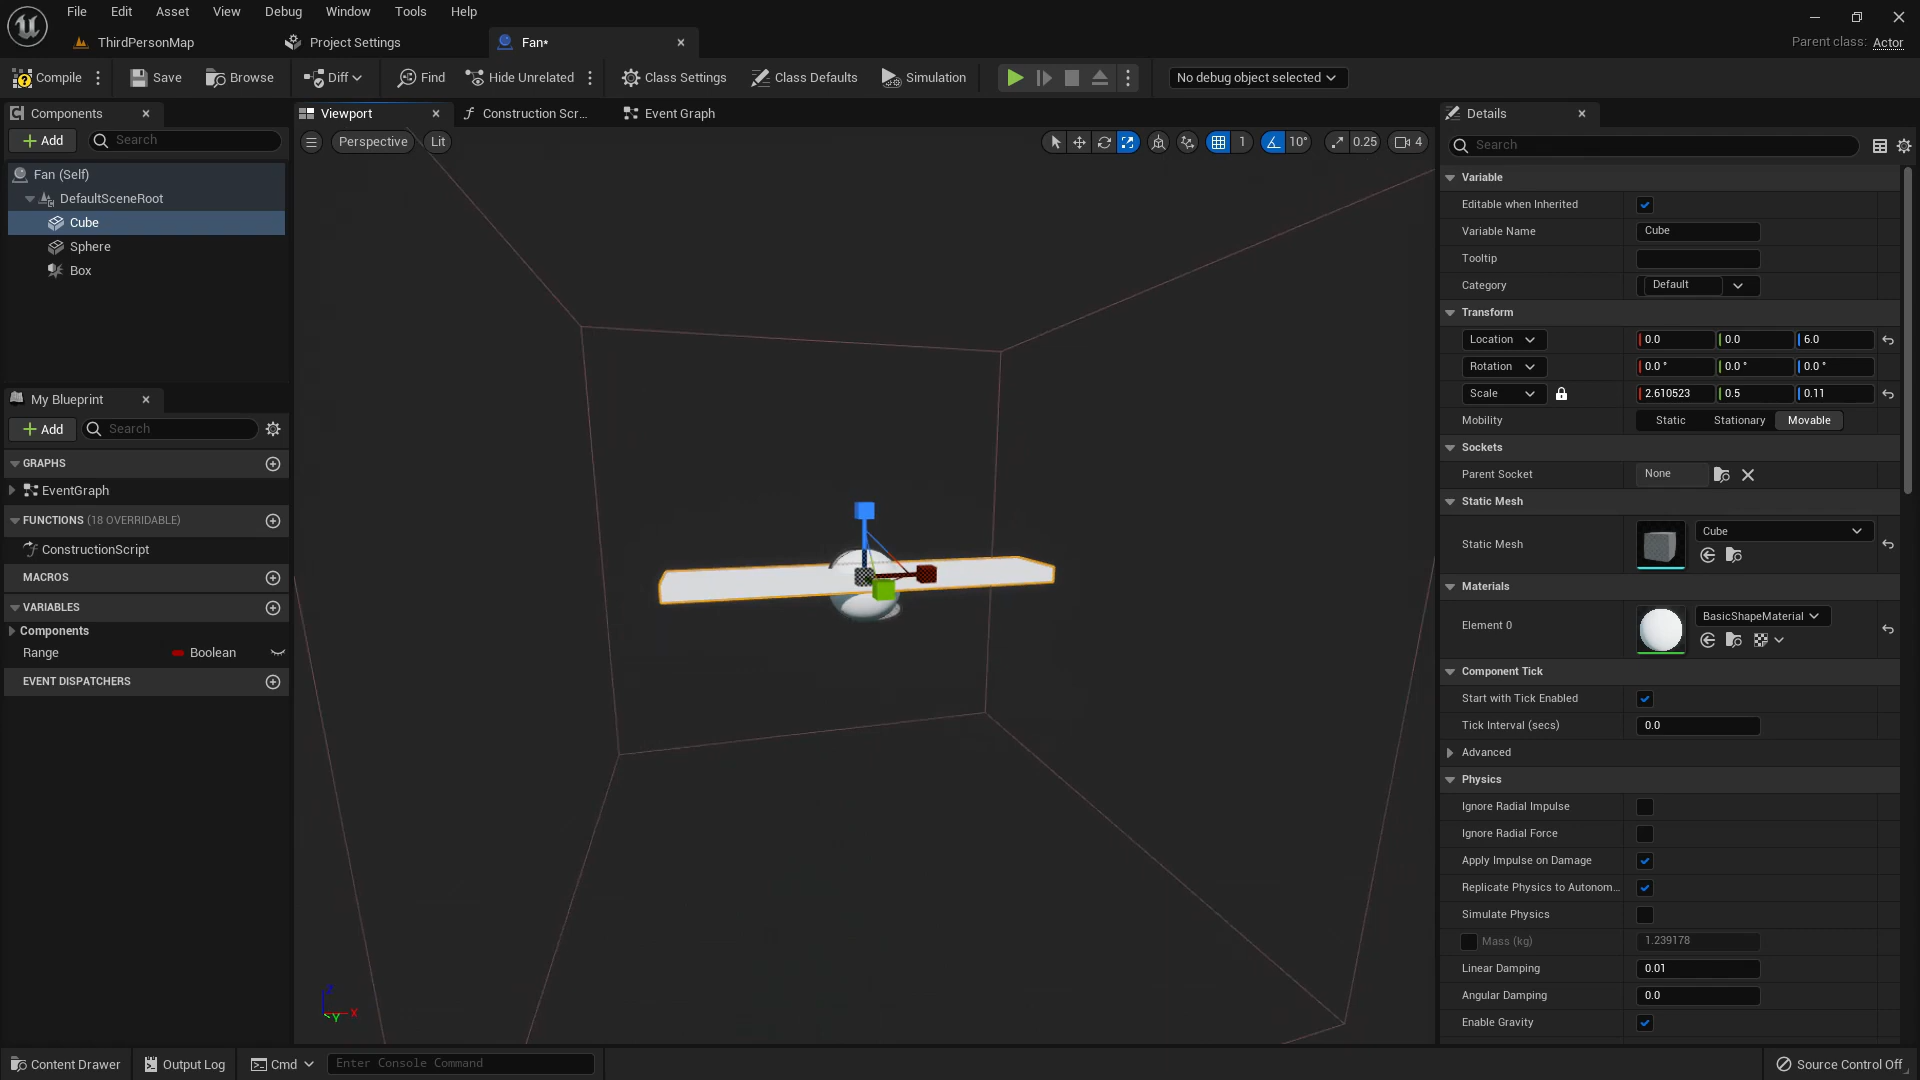 File Edit Asset View Debug Window Tools Help
ThirdPersonMap Project Settings Fan*
Parent class: Actor
Compile Save Browse Diff Find Hide Unrelated Class Settings Class Defaults Simulation No debug object selected
Components
Add Search
Fan (Self)
DefaultSceneRoot
Cube
Sphere
Box
My Blueprint
Add Search
GRAPHS
EventGraph
FUNCTIONS (18 OVERRIDABLE)
ConstructionScript
MACROS
VARIABLES
Components
Range Boolean
EVENT DISPATCHERS
Viewport Construction Scr... Event Graph
Perspective Lit 1 10° 0.25 4
Z
X
Y
Details
Search
Variable
Editable when Inherited
Variable Name Cube
Tooltip
Category Default
Transform
Location 0.0 0.0 6.0
Rotation 0.0 ° 0.0 ° 0.0 °
Scale 2.610523 0.5 0.11
Mobility Static Stationary Movable
Sockets
Parent Socket None
Static Mesh
Static Mesh Cube
Materials
Element 0 BasicShapeMaterial
Component Tick
Start with Tick Enabled
Tick Interval (secs) 0.0
Advanced
Physics
Ignore Radial Impulse
Ignore Radial Force
Apply Impulse on Damage
Replicate Physics to Autonom...
Simulate Physics
Mass (kg) 1.239178
Linear Damping 0.01
Angular Damping 0.0
Enable Gravity
Content Drawer Output Log Cmd Enter Console Command Source Control Off